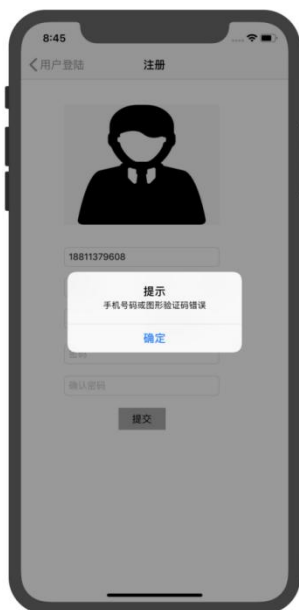 8:45
用户登陆
注册
18811379608
提示
手机号码或图形验证码错误
确定
密码
确认密码
提交